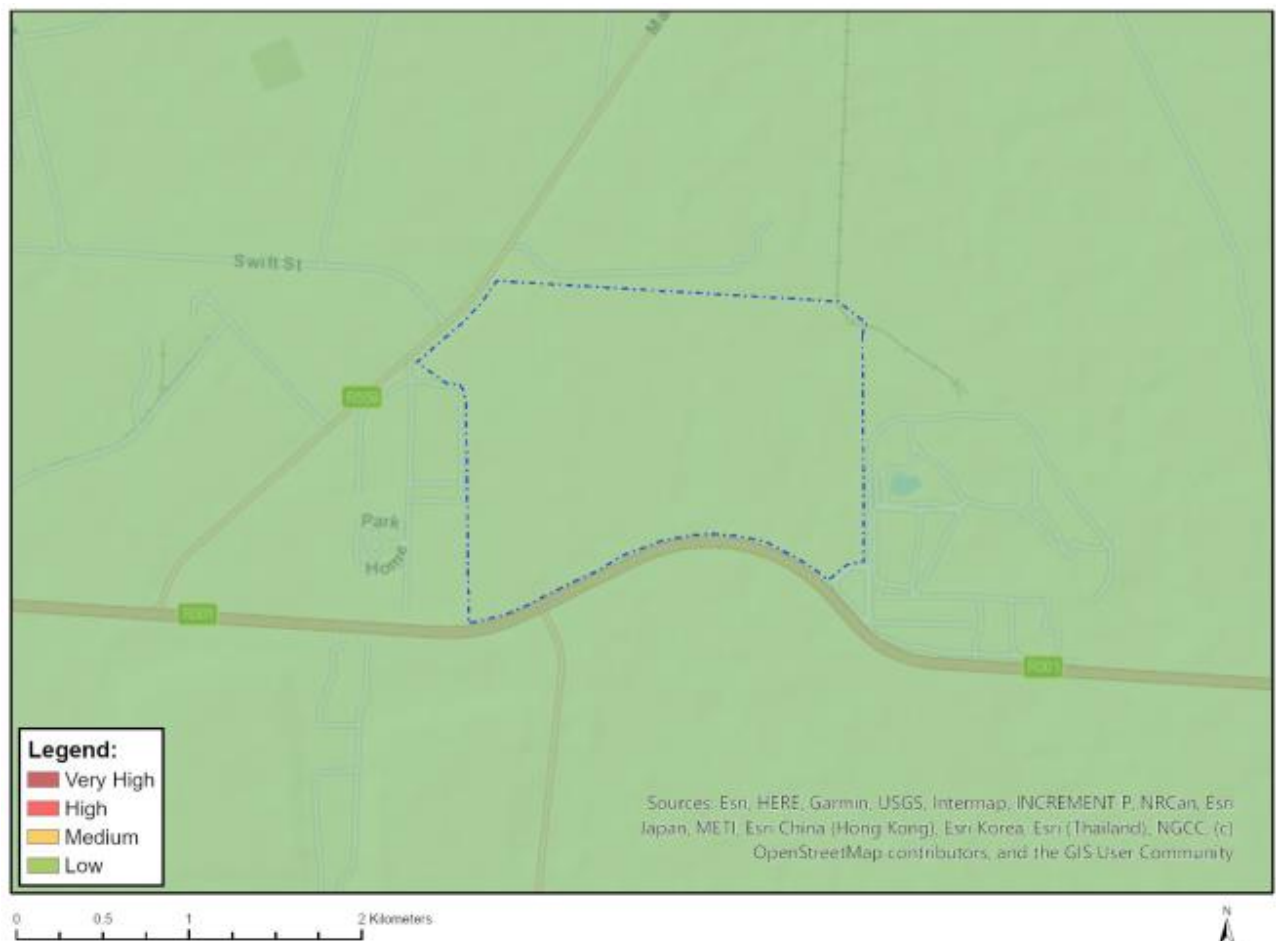 Ma
Swift St
Park
Home
Legend:
Very High
High
Medium
Low
Sources: Esri, HERE, Garmin, USGS, Intermap, INCREMENT P, NRCan, Esri
Japan, METI, Esri China (Hong Kong), Esri Korea, Esri (Thailand), NGCC, (c)
OpenStreetMap contributors, and the GIS User Community
0 0.5 1 2 Kilometers
N